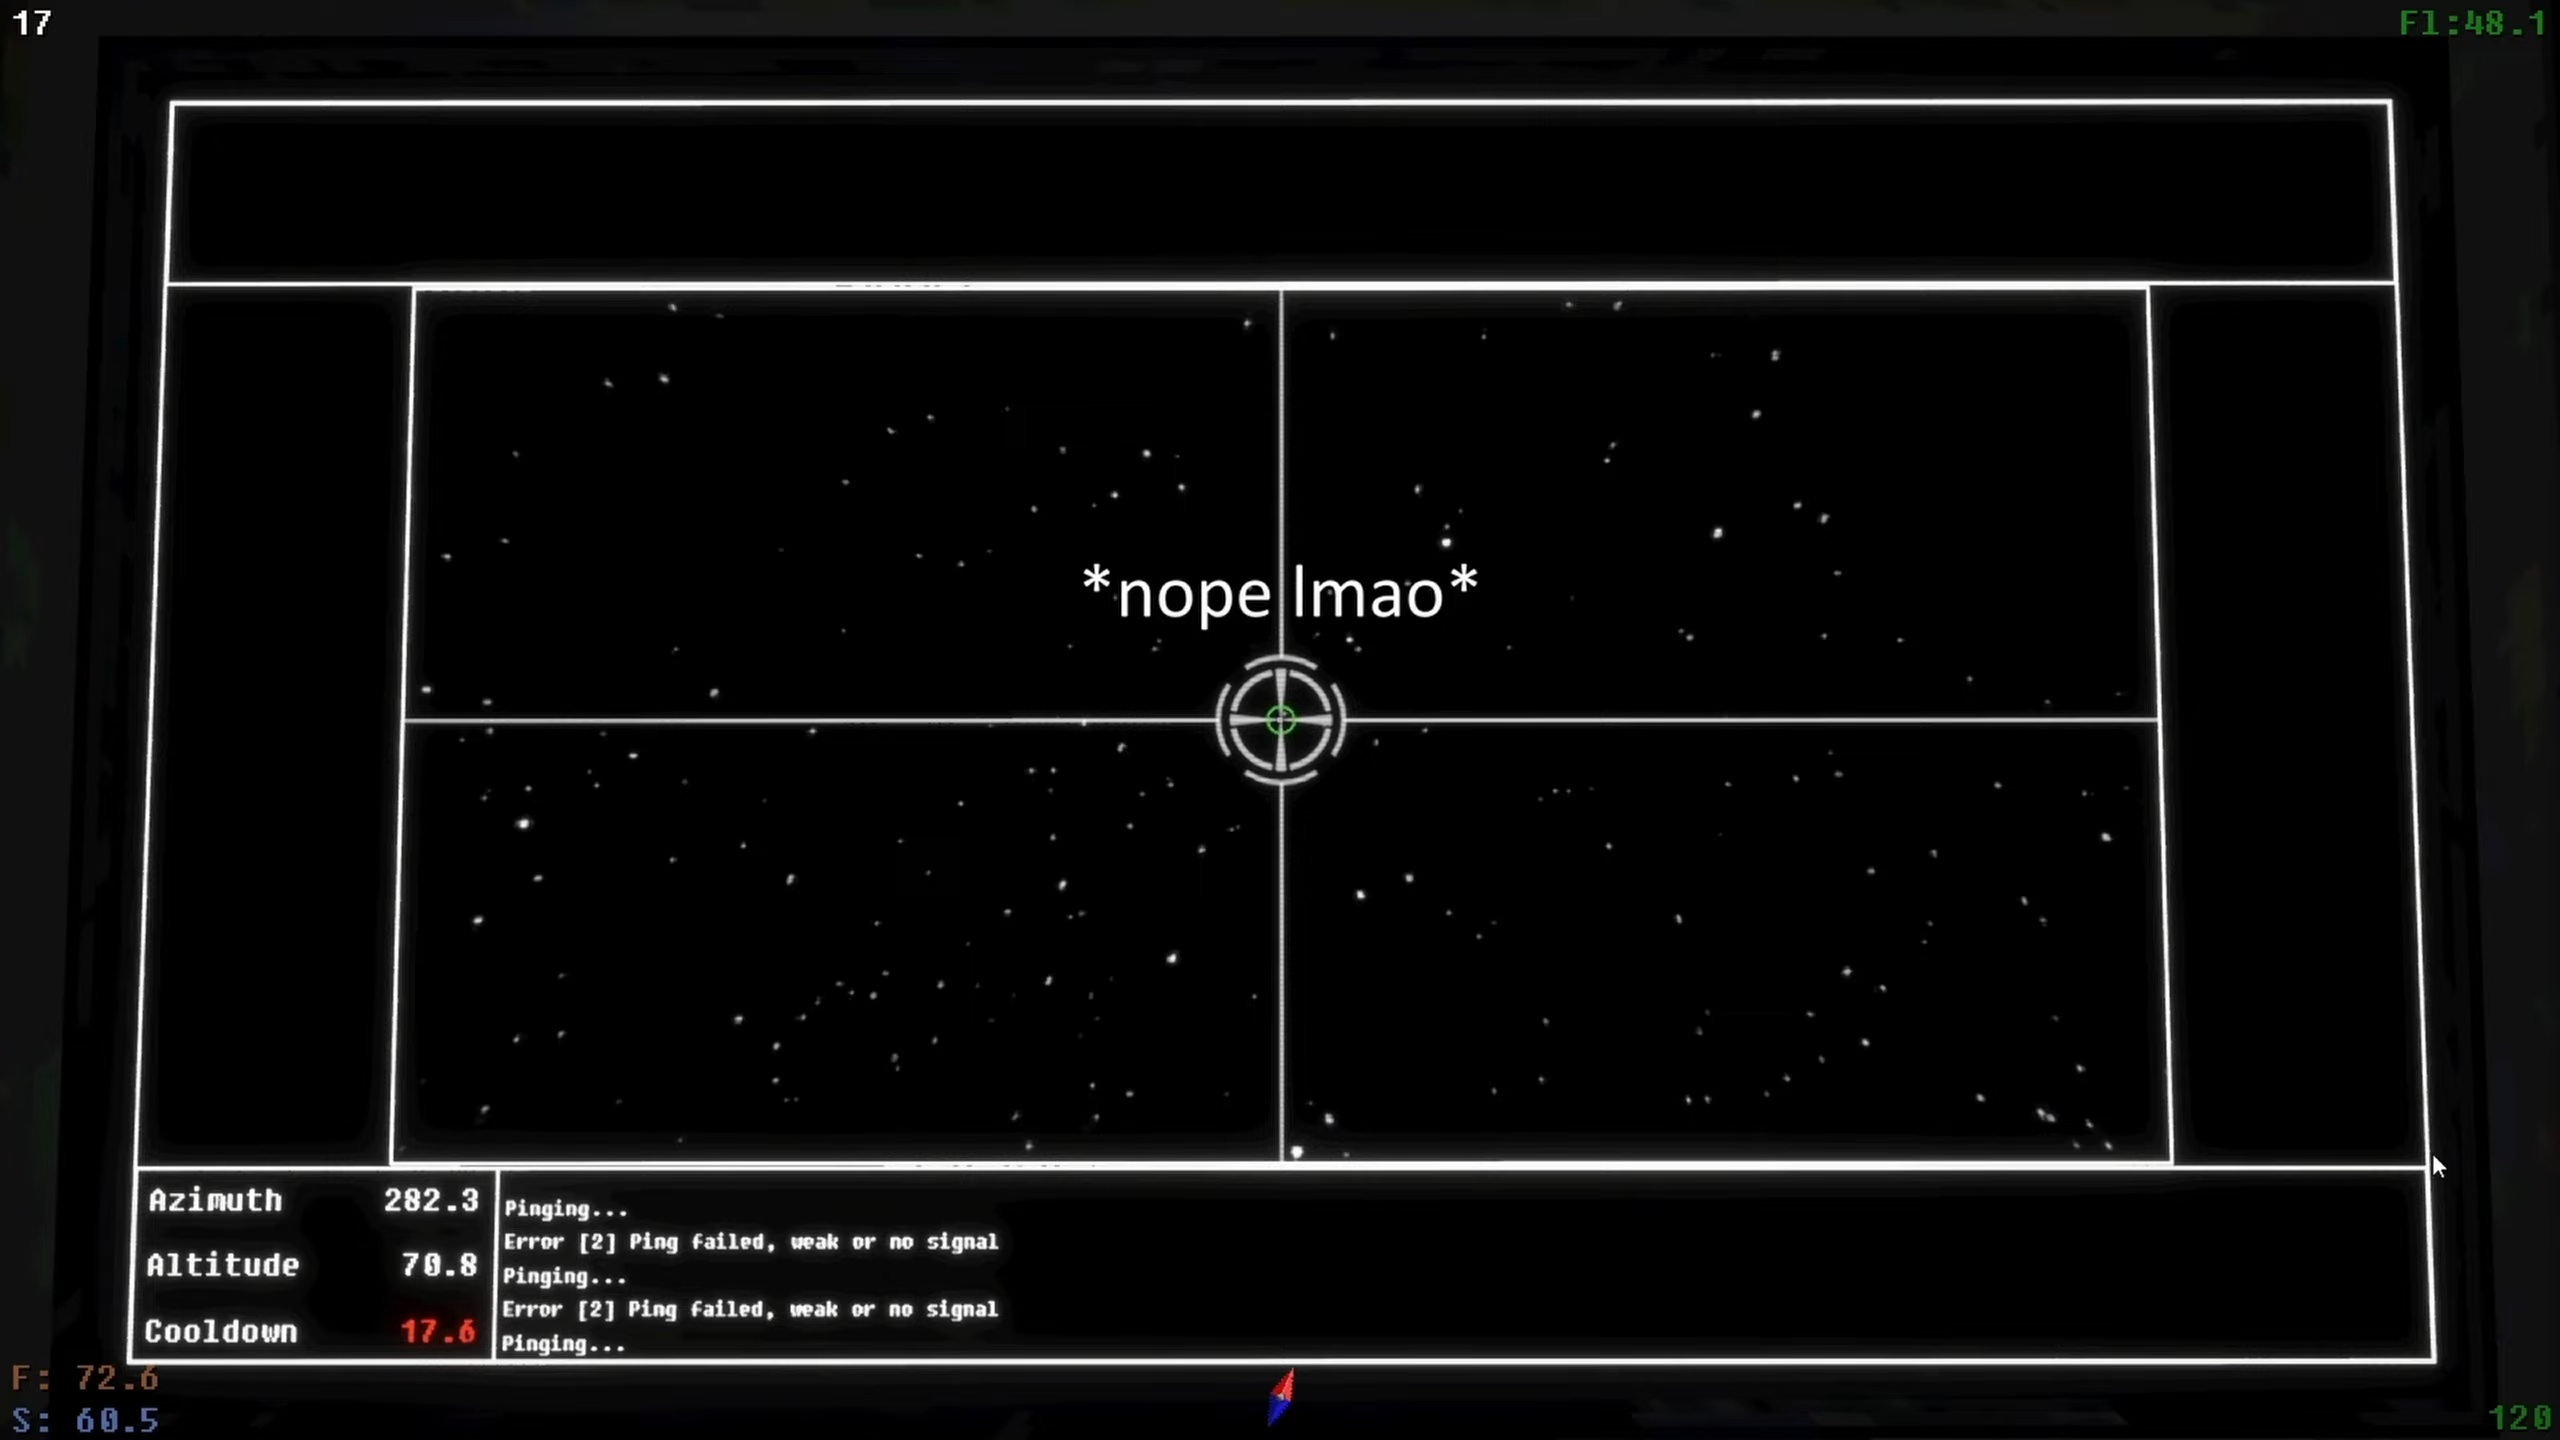 17
Fl:48.1
*nope lmao*
Azimuth 282.3
Altitude 70.8
Cooldown 17.6
Pinging...
Error [2] Ping failed, weak or no signal
Pinging...
Error [2] Ping failed, weak or no signal
Pinging...
F: 72.6
S: 60.5
120